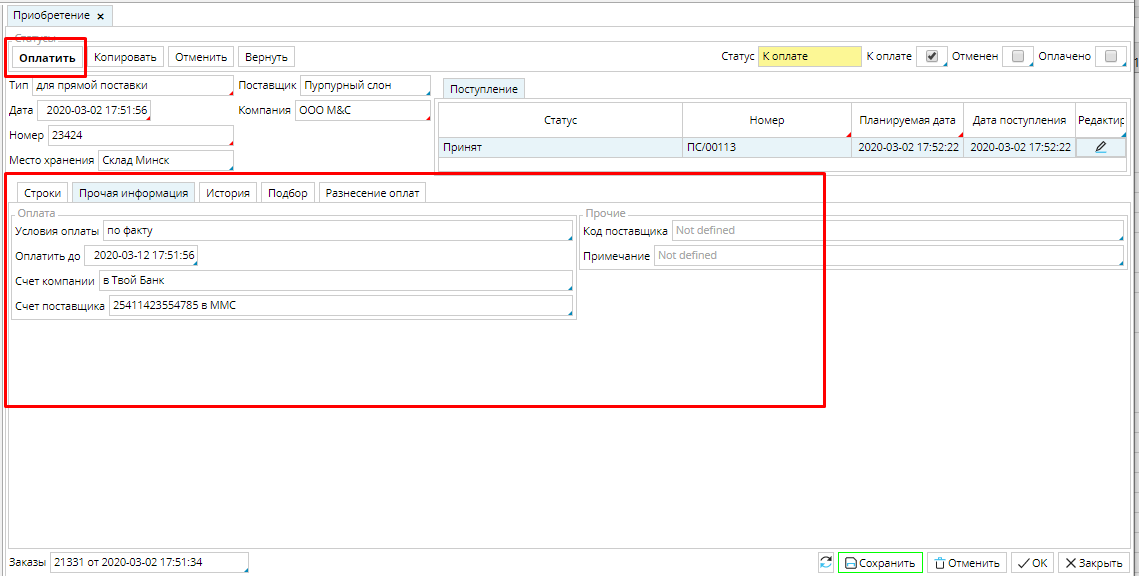 Приобретение ×
Статусы
Оплатить Копировать Отменить Вернуть Статус К оплате К оплате Отменен Оплачено
Тип для прямой поставки Поставщик Пурпурный слон
Дата 2020-03-02 17:51:56 Компания ООО М&С
Номер 23424
Место хранения Склад Минск
Поступление
Статус Номер Планируемая дата Дата поступления Редактир
Принят ПС/00113 2020-03-02 17:52:22 2020-03-02 17:52:22
Строки Прочая информация История Подбор Разнесение оплат
Оплата
Условия оплаты по факту
Оплатить до 2020-03-12 17:51:56
Счет компании в Твой Банк
Счет поставщика 25411423554785 в ММС
Прочие
Код поставщика Not defined
Примечание Not defined
Заказы 21331 от 2020-03-02 17:51:34 Сохранить Отменить OK Закрыть